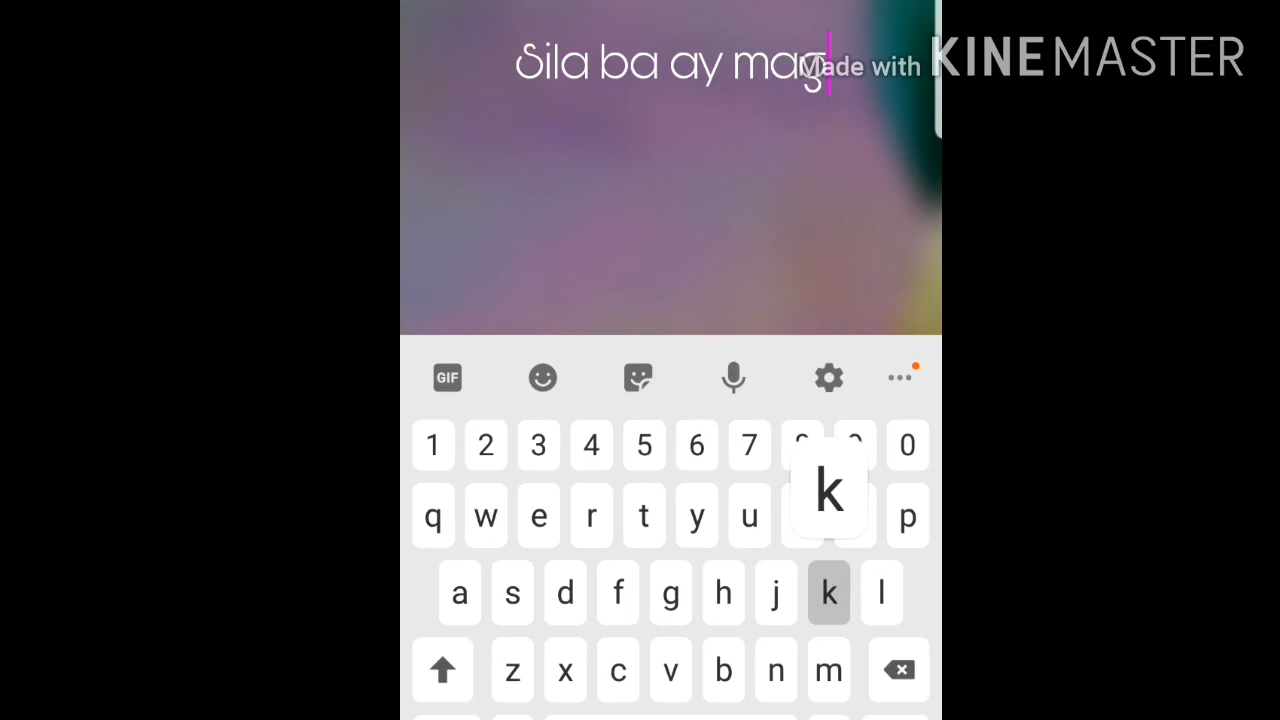 Sila ba ay mag
Made with KINEMASTER
GIF
1 2 3 4 5 6 7 0
k
q w e r t y u p
a s d f g h j k l
z x c v b n m